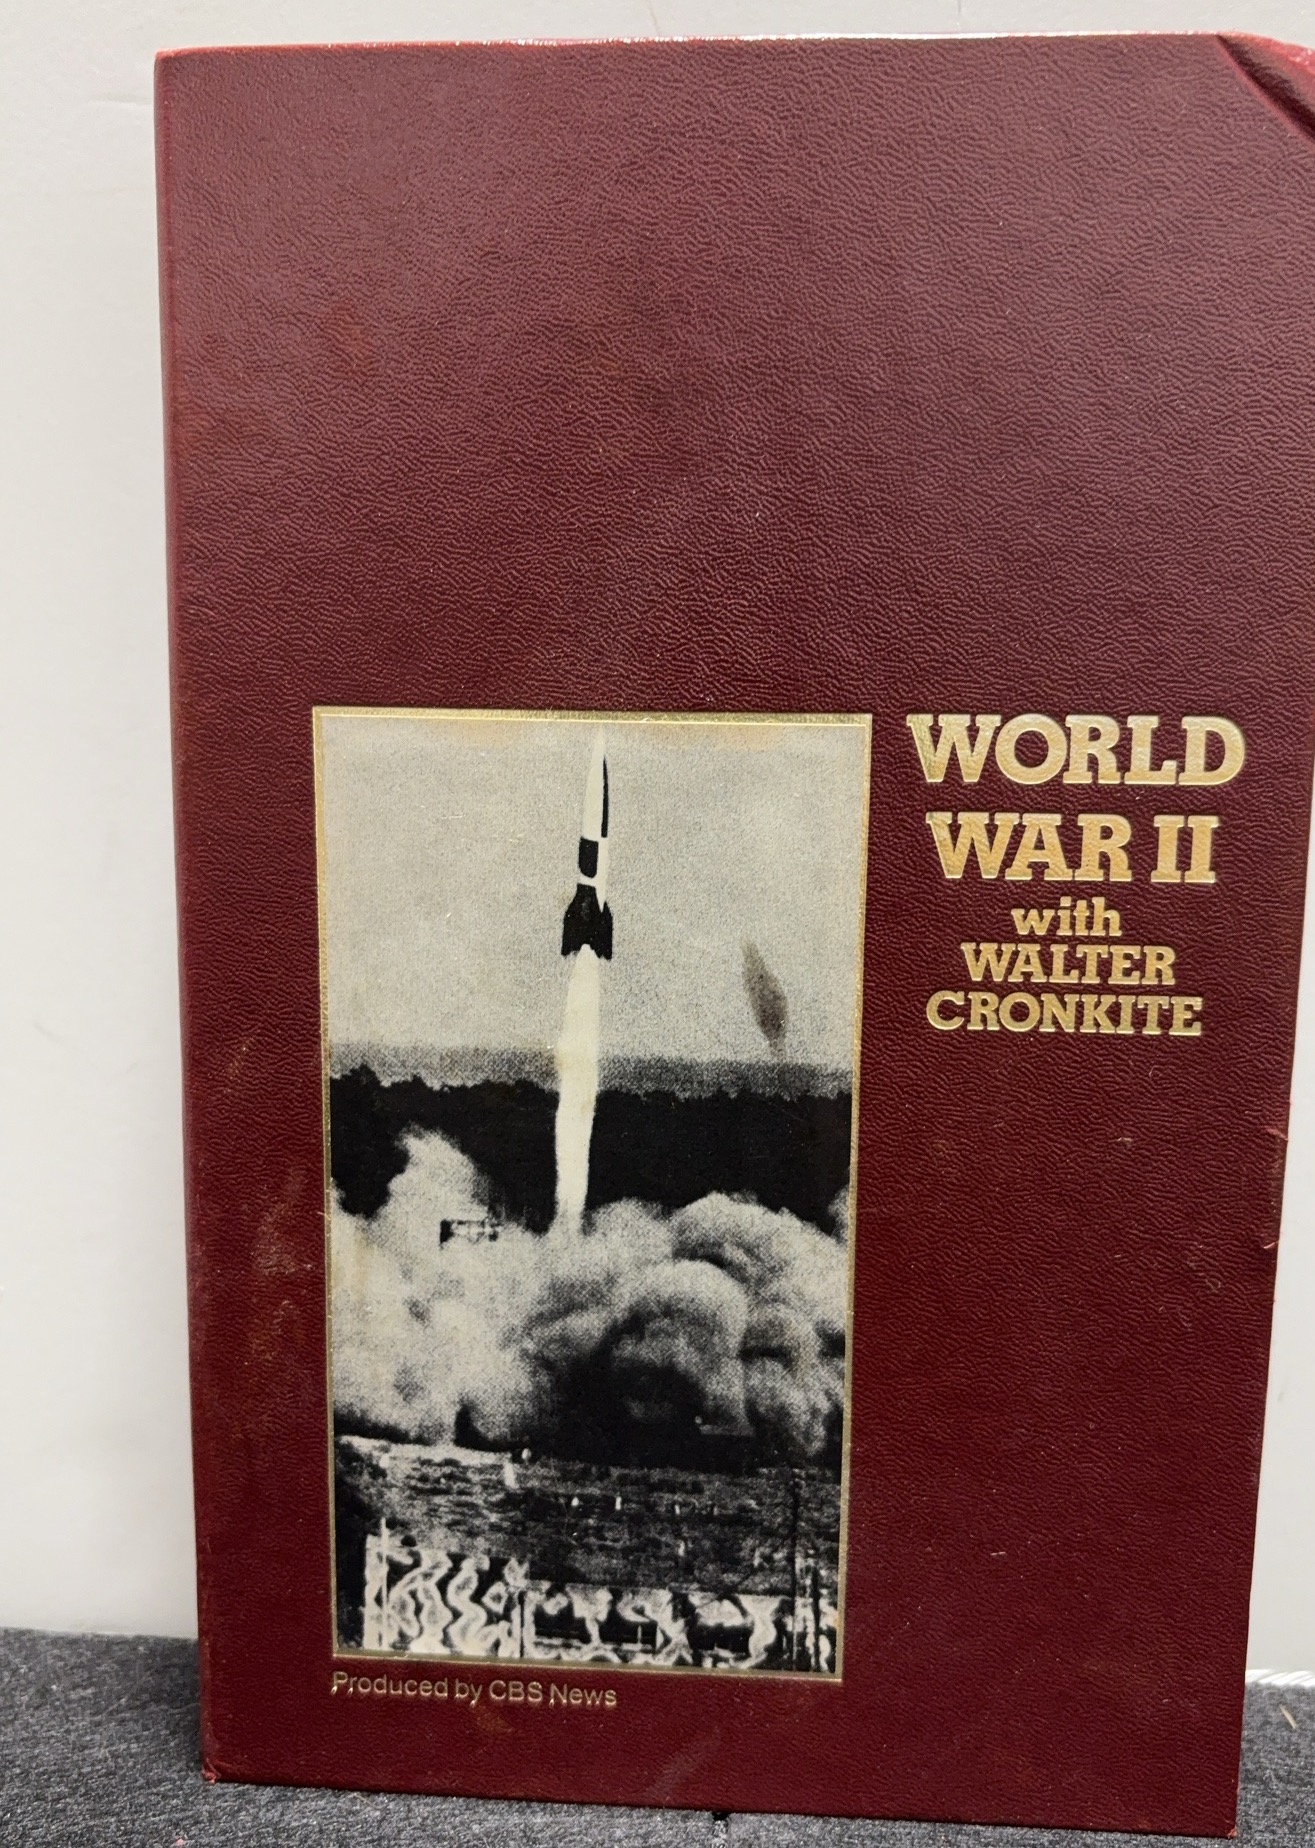 WORLD
WAR II
with
WALTER
CRONKITE
Produced by CBS News